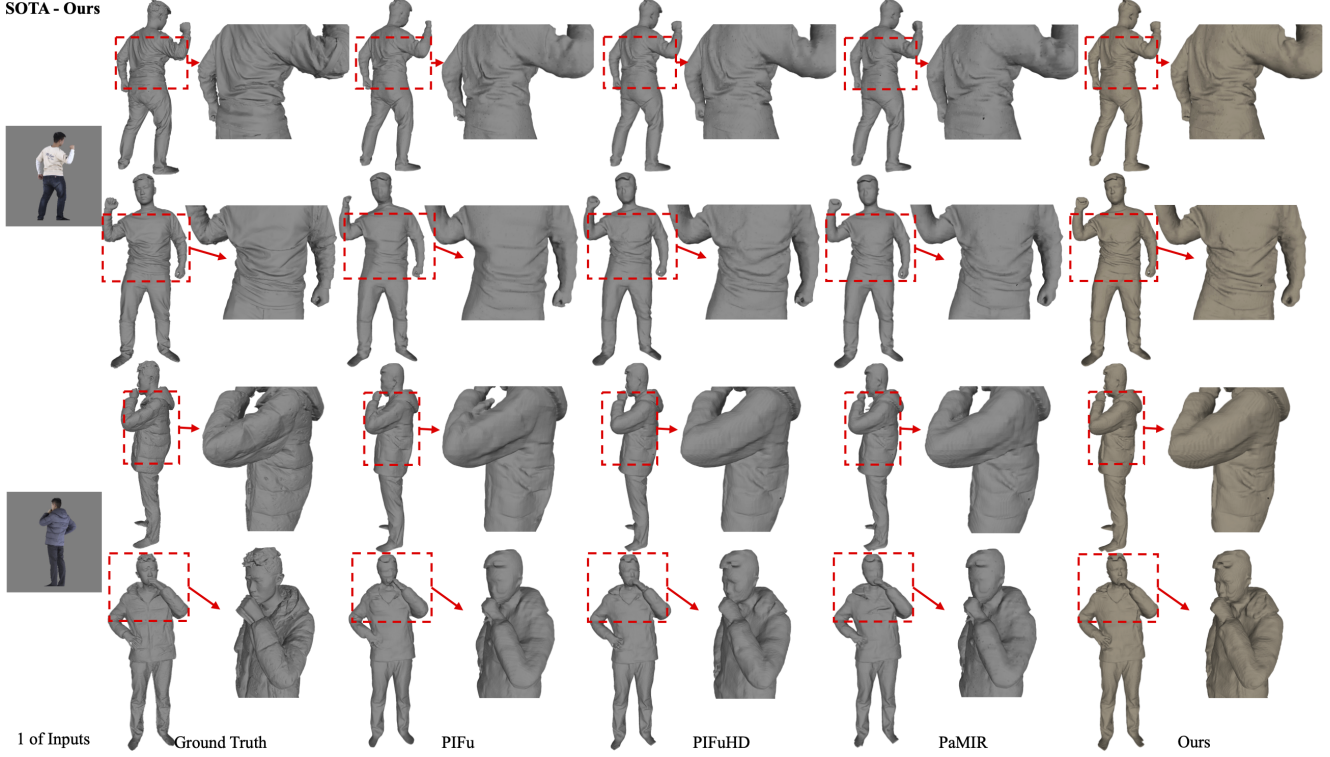 SOTA - Ours
1 of Inputs
Ground Truth
PIFu
PIFuHD
PaMIR
Ours